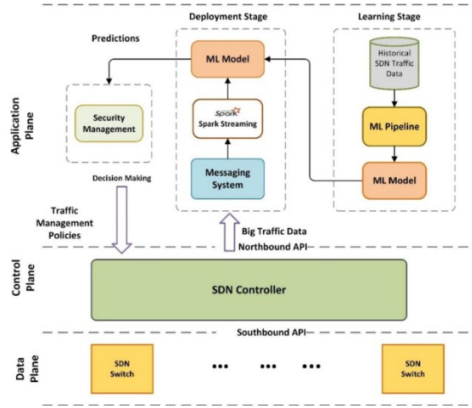 Deployment Stage
Learning Stage
Predictions
ML Model
Historical
SDN Traffic
Data
Security
Management
Spark
Spark Streaming
ML Pipeline
Messaging
System
ML Model
Application
Plane
Decision Making
Traffic
Management
Policies
Big Traffic Data
Northbound API
Control
Plane
SDN Controller
Southbound API
Data
Plane
SDN
Switch
... ... ...
SDN
Switch